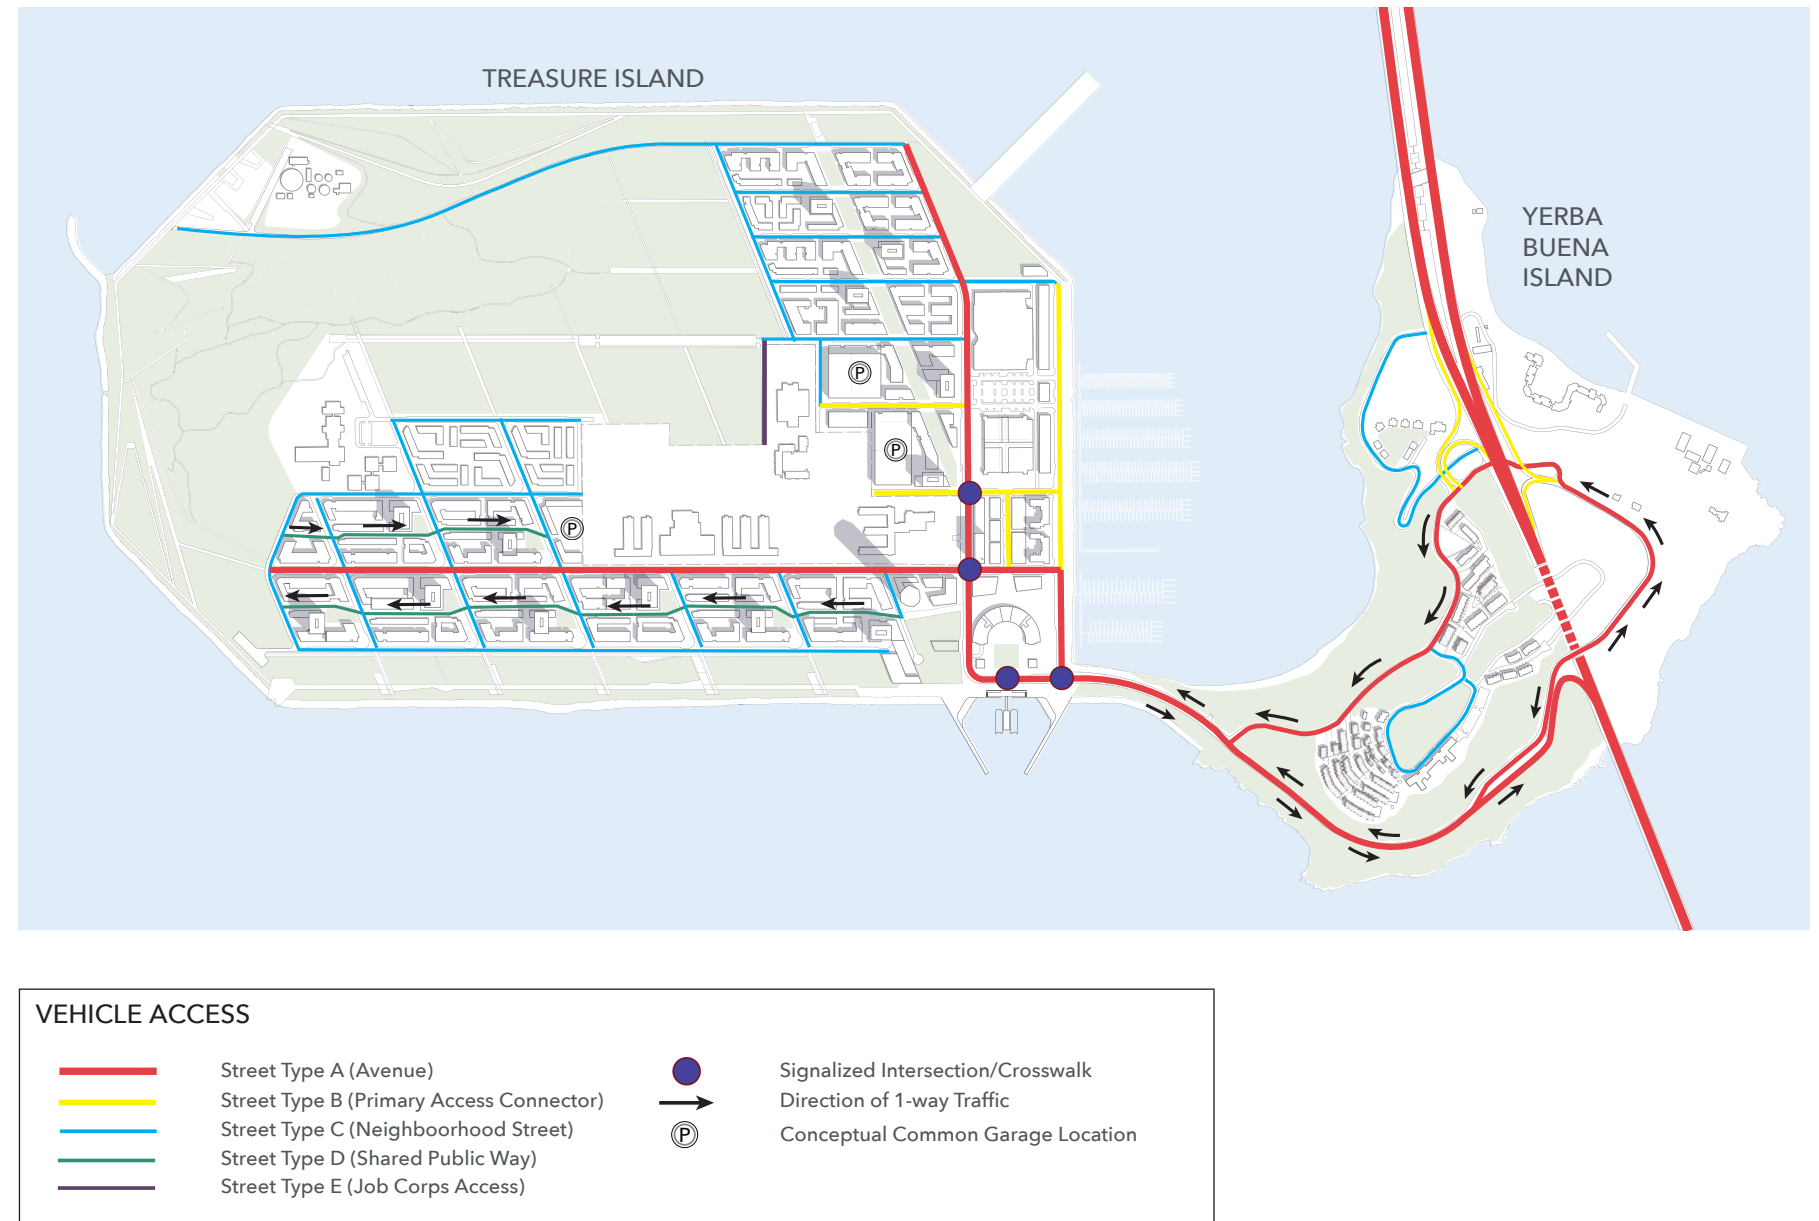 TREASURE ISLAND
YERBA
BUENA
ISLAND
P
P
P
VEHICLE ACCESS
Street Type A (Avenue)
Street Type B (Primary Access Connector)
Street Type C (Neighboorhood Street)
Street Type D (Shared Public Way)
Street Type E (Job Corps Access)
Signalized Intersection/Crosswalk
Direction of 1-way Traffic
P
Conceptual Common Garage Location